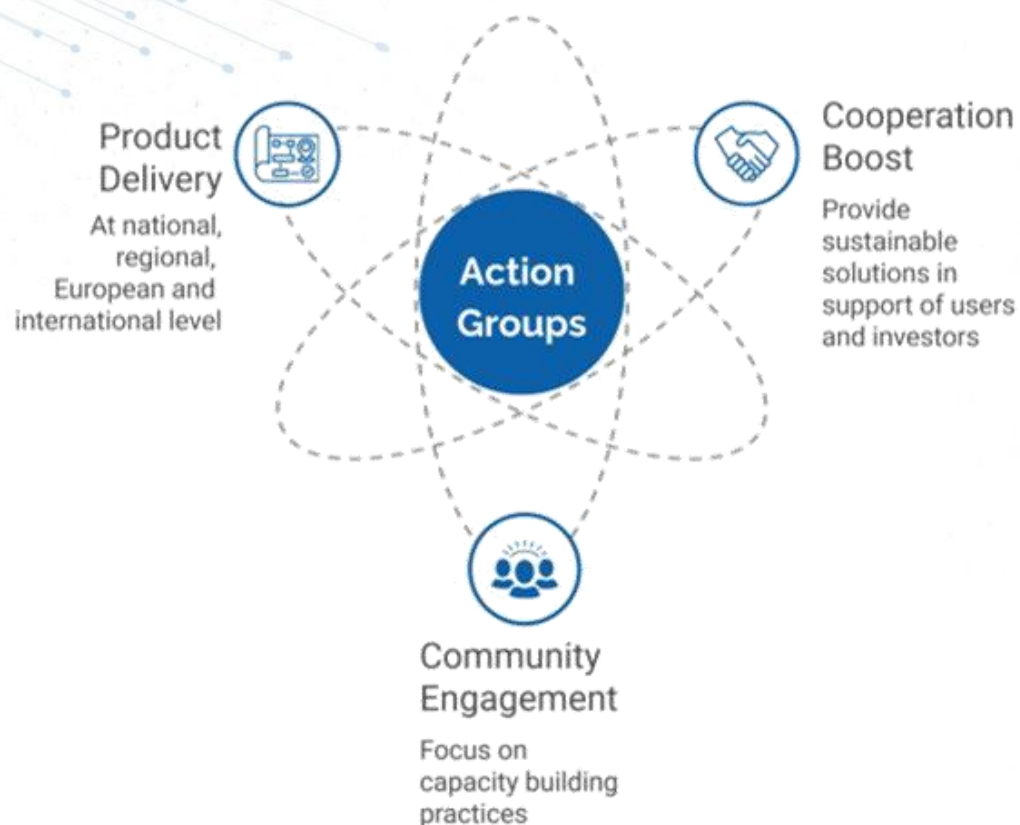 Product
Delivery
At national,
regional,
European and
international level
Action
Groups
Cooperation
Boost
Provide
sustainable
solutions in
support of users
and investors
Community
Engagement
Focus on
capacity building
practices